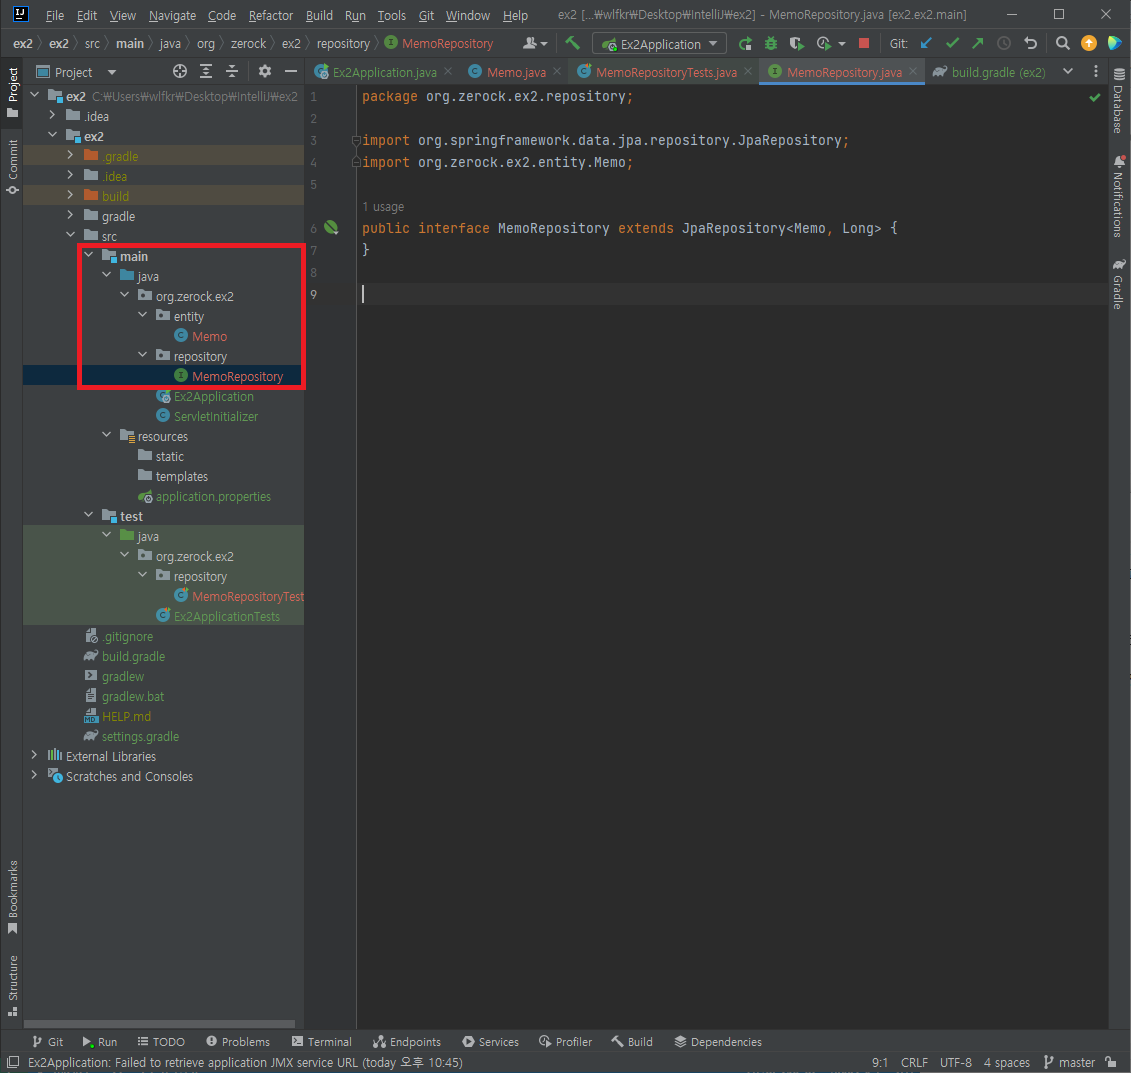 File Edit View Navigate Code Refactor Build Run Tools Git Window Help ex2 [...₩wlfkr₩Desktop₩IntelliJ₩ex2] - MemoRepository.java [ex2.ex2.main]
ex2 ex2 src main java org zerock ex2 repository MemoRepository Ex2Application Git:
Project
Ex2Application.java Memo.java MemoRepositoryTests.java MemoRepository.java build.gradle (ex2)
Project
Commit
Bookmarks
Structure
ex2 C:₩Users₩wlfkr₩Desktop₩IntelliJ₩ex2
.idea
ex2
.gradle
.idea
build
gradle
src
main
java
org.zerock.ex2
entity
Memo
repository
MemoRepository
Ex2Application
ServletInitializer
resources
static
templates
application.properties
test
java
org.zerock.ex2
repository
MemoRepositoryTest
Ex2ApplicationTests
.gitignore
build.gradle
gradlew
gradlew.bat
HELP.md
settings.gradle
External Libraries
Scratches and Consoles
1 package org.zerock.ex2.repository;
2
3 import org.springframework.data.jpa.repository.JpaRepository;
4 import org.zerock.ex2.entity.Memo;
5
1 usage
6 public interface MemoRepository extends JpaRepository<Memo, Long> {
7 }
8
9
Database
Notifications
Gradle
Git Run TODO Problems Terminal Endpoints Services Profiler Build Dependencies
Ex2Application: Failed to retrieve application JMX service URL (today 오후 10:45) 9:1 CRLF UTF-8 4 spaces master